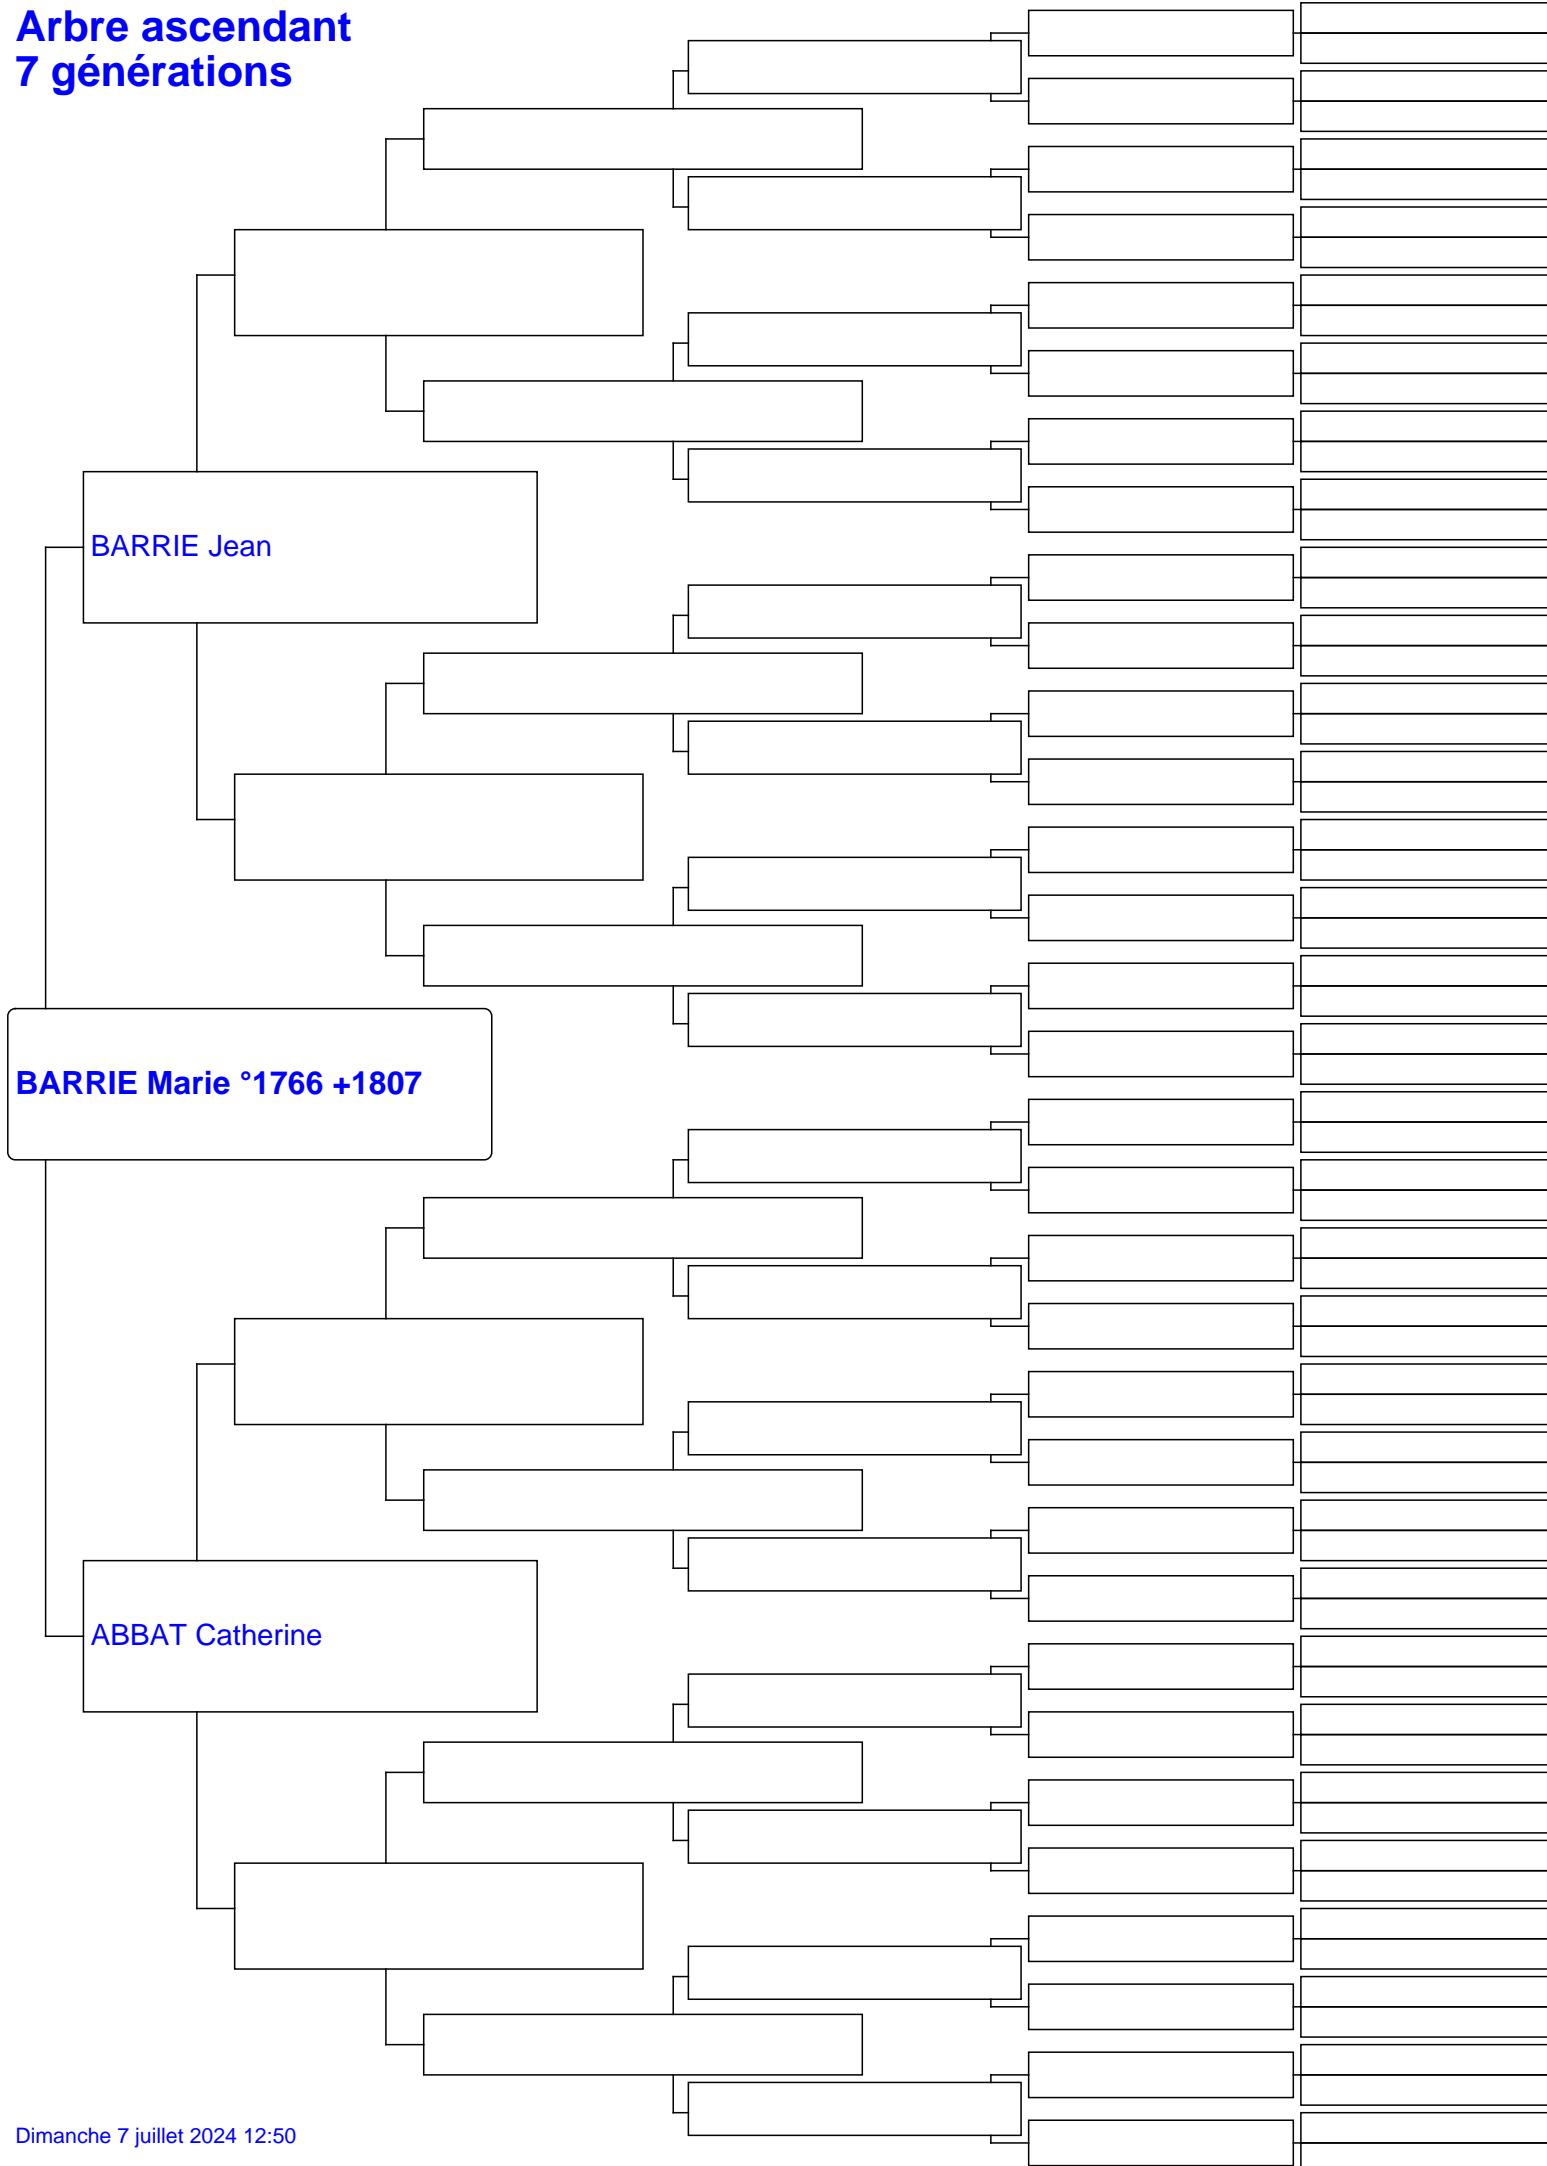 Arbre ascendant
7 générations
BARRIE Jean
BARRIE Marie °1766 +1807
ABBAT Catherine
Dimanche 7 juillet 2024 12:50